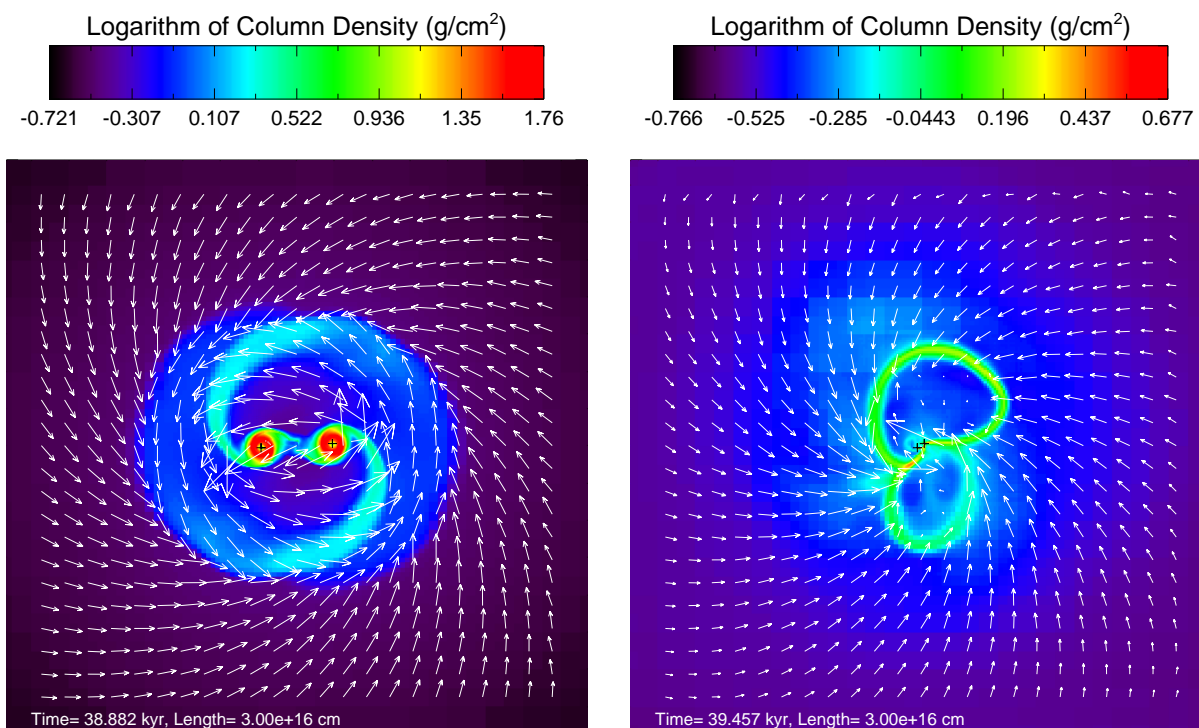 Logarithm of Column Density (g/cm²)
-0.721 -0.307 0.107 0.522 0.936 1.35 1.76
Time= 38.882 kyr, Length= 3.00e+16 cm
Logarithm of Column Density (g/cm²)
-0.766 -0.525 -0.285 -0.0443 0.196 0.437 0.677
Time= 39.457 kyr, Length= 3.00e+16 cm